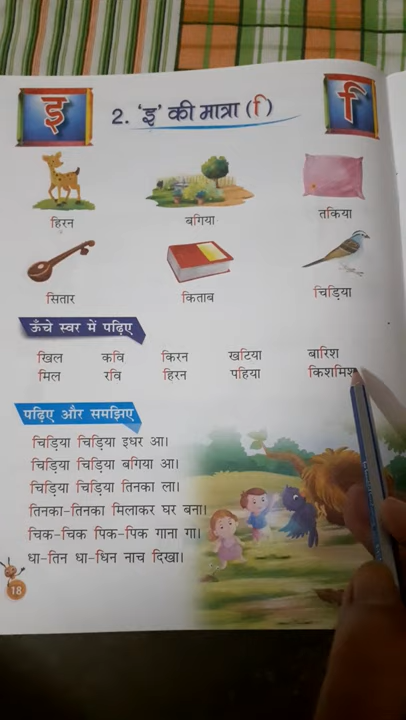 इ
2. 'इ' की मात्रा (ि)
ि
हिरन बगिया तकिया
सितार किताब चिड़िया
ऊँचे स्वर में पढ़िए
खिल कवि किरन खटिया बारिश
मिल रवि हिरन पहिया किशमिश
पढ़िए और समझिए
चिड़िया चिड़िया इधर आ।
चिड़िया चिड़िया बगिया आ।
चिड़िया चिड़िया तिनका ला।
तिनका-तिनका मिलाकर घर बना।
चिक-चिक पिक-पिक गाना गा।
धा-तिन धा-धिन नाच दिखा।
18